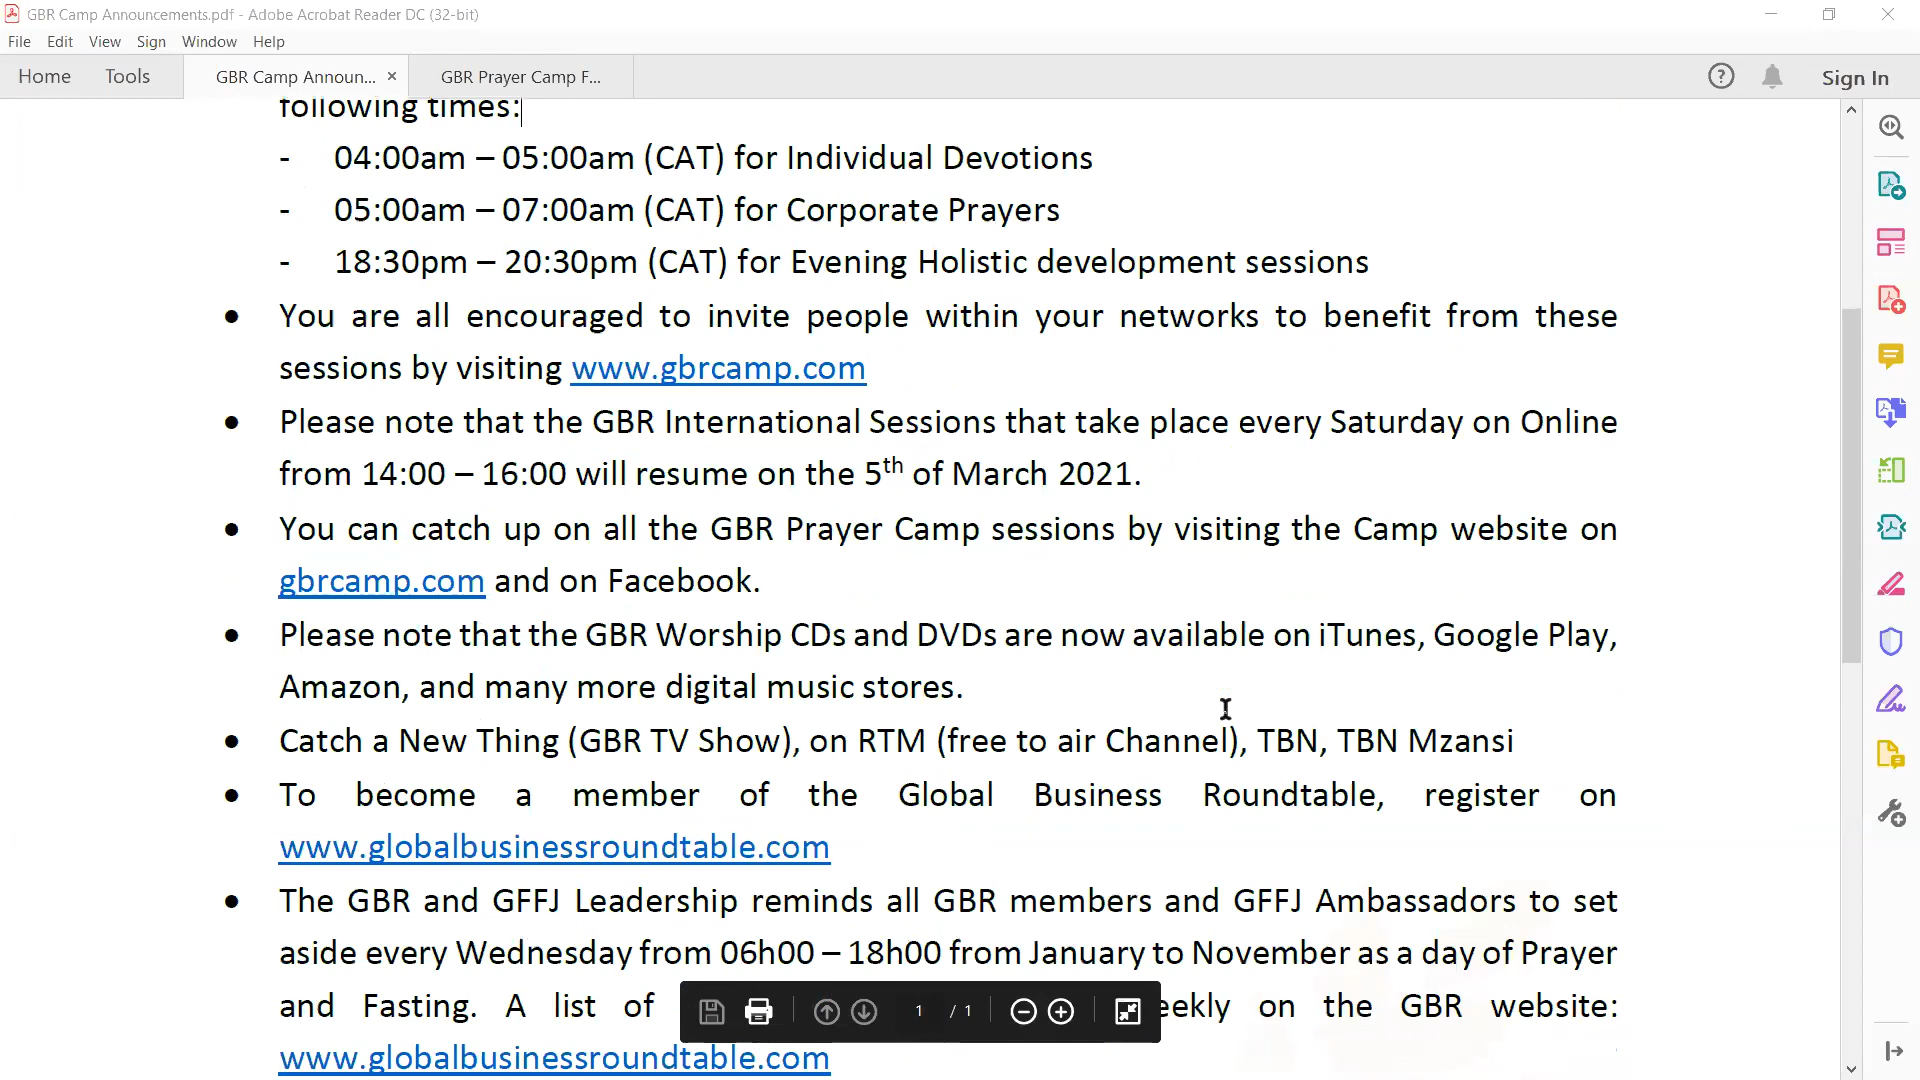 GBR Camp Announcements.pdf - Adobe Acrobat Reader DC (32-bit)
File Edit View Sign Window Help
Home Tools GBR Camp Announ... × GBR Prayer Camp F... Sign In
following times:
- 04:00am – 05:00am (CAT) for Individual Devotions
- 05:00am – 07:00am (CAT) for Corporate Prayers
- 18:30pm – 20:30pm (CAT) for Evening Holistic development sessions
● You are all encouraged to invite people within your networks to benefit from these
sessions by visiting www.gbrcamp.com
● Please note that the GBR International Sessions that take place every Saturday on Online
from 14:00 – 16:00 will resume on the 5th of March 2021.
● You can catch up on all the GBR Prayer Camp sessions by visiting the Camp website on
gbrcamp.com and on Facebook.
● Please note that the GBR Worship CDs and DVDs are now available on iTunes, Google Play,
Amazon, and many more digital music stores.
● Catch a New Thing (GBR TV Show), on RTM (free to air Channel), TBN, TBN Mzansi
● To become a member of the Global Business Roundtable, register on
www.globalbusinessroundtable.com
● The GBR and GFFJ Leadership reminds all GBR members and GFFJ Ambassadors to set
aside every Wednesday from 06h00 – 18h00 from January to November as a day of Prayer
and Fasting. A list of eekly on the GBR website:
1 / 1
www.globalbusinessroundtable.com